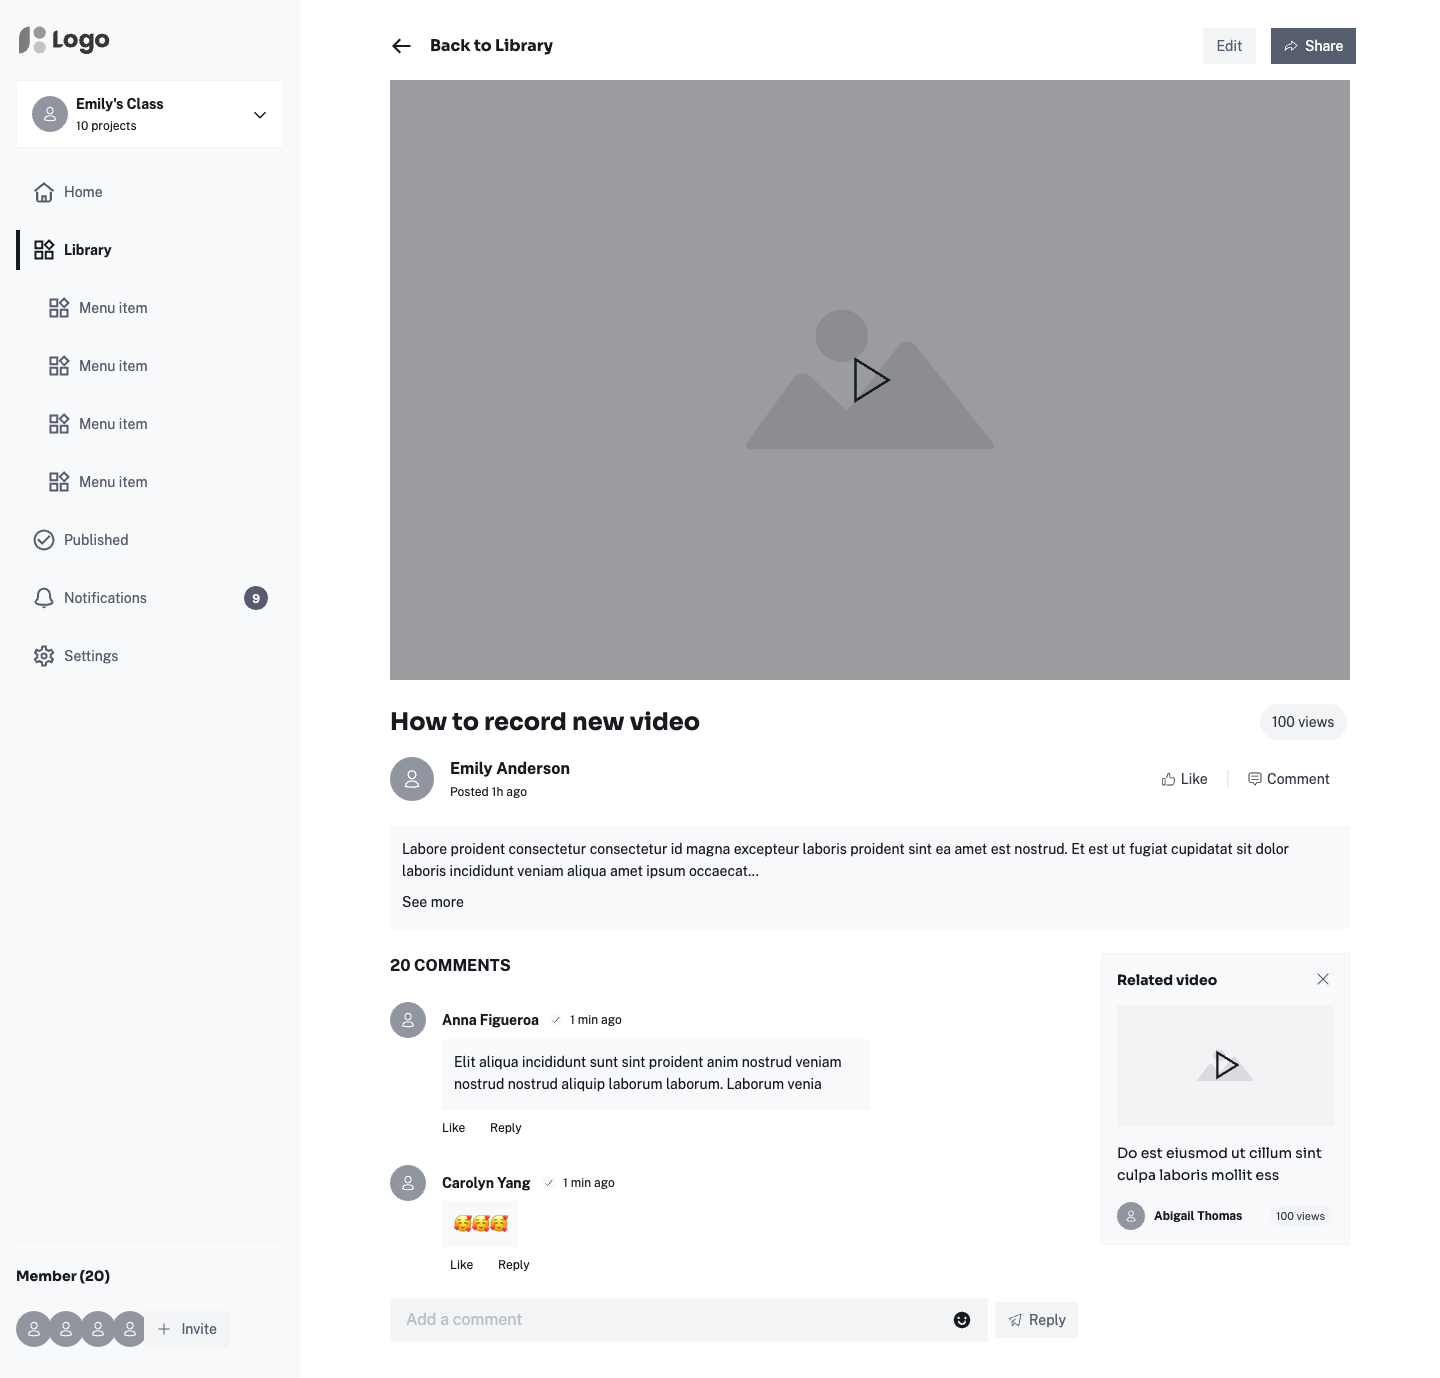 Logo
Emily's Class
10 projects
Home
Library
Menu item
Menu item
Menu item
Menu item
Published
Notifications
9
Settings
Member (20)
Invite
Back to Library
Edit
Share
How to record new video
100 views
Emily Anderson
Posted 1h ago
Like
Comment
Labore proident consectetur consectetur id magna excepteur laboris proident sint ea amet est nostrud. Et est ut fugiat cupidatat sit dolor
laboris incididunt veniam aliqua amet ipsum occaecat...
See more
20 COMMENTS
Anna Figueroa
1 min ago
Elit aliqua incididunt sunt sint proident anim nostrud veniam
nostrud nostrud aliquip laborum laborum. Laborum venia
Like
Reply
Carolyn Yang
1 min ago
🥰🥰🥰
Like
Reply
Add a comment
Reply
Related video
Do est eiusmod ut cillum sint
culpa laboris mollit ess
Abigail Thomas
100 views